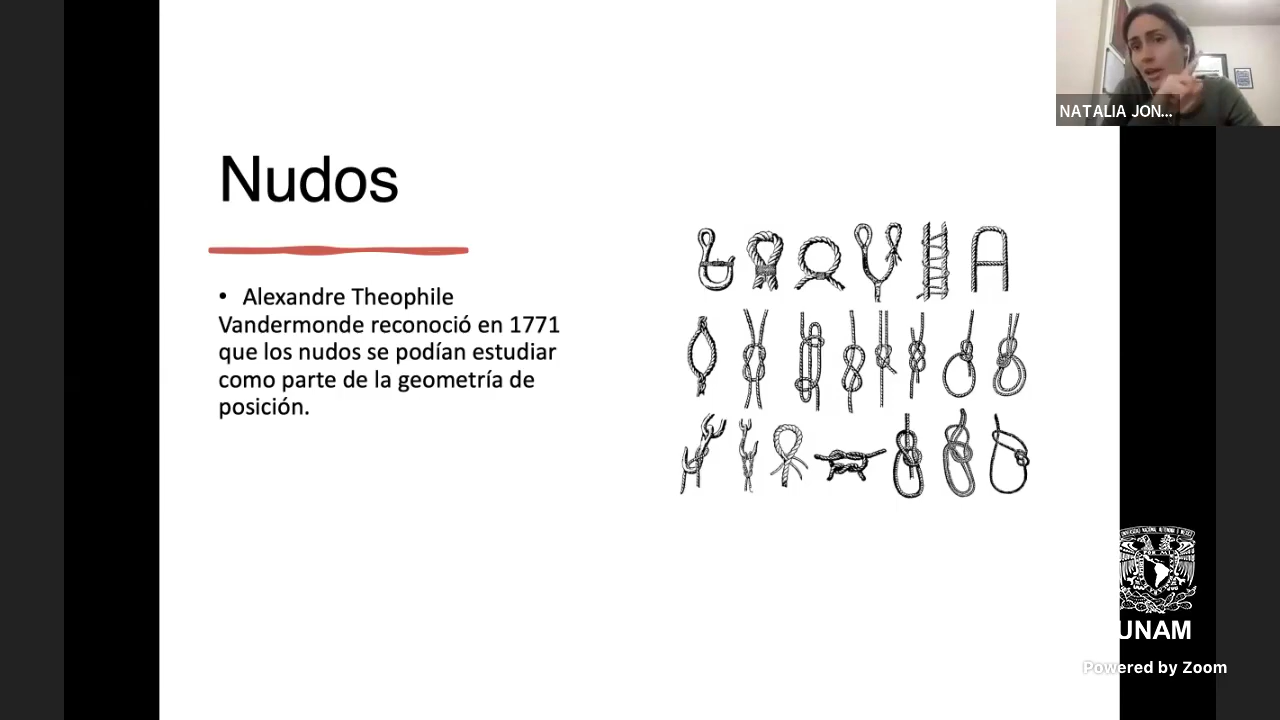 NATALIA JON...
Nudos
• Alexandre Theophile
Vandermonde reconoció en 1771
que los nudos se podían estudiar
como parte de la geometría de
posición.
UNAM
Powered by Zoom